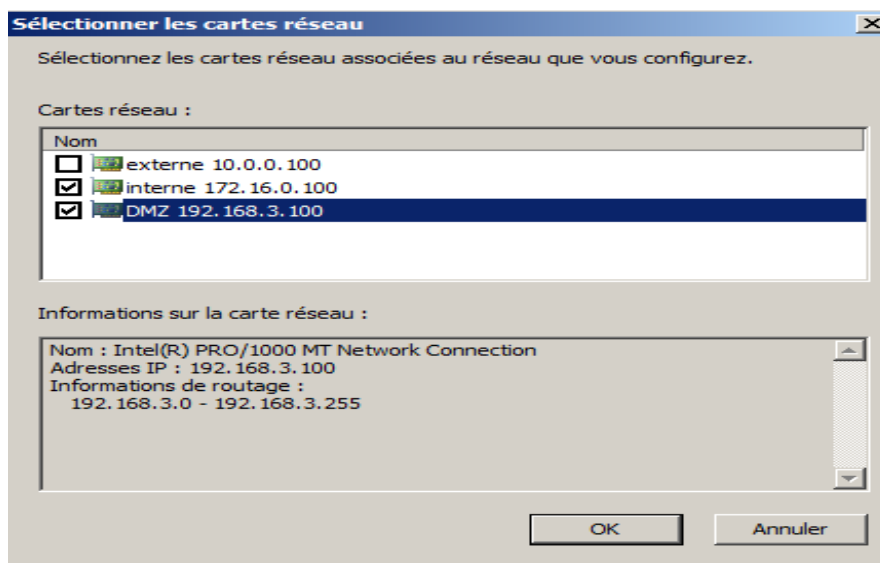 Sélectionner les cartes réseau
Sélectionnez les cartes réseau associées au réseau que vous configurez.
Cartes réseau :
Nom
externe 10.0.0.100
interne 172.16.0.100
DMZ 192.168.3.100
Informations sur la carte réseau :
Nom : Intel(R) PRO/1000 MT Network Connection
Adresses IP : 192.168.3.100
Informations de routage :
192.168.3.0 - 192.168.3.255
OK
Annuler